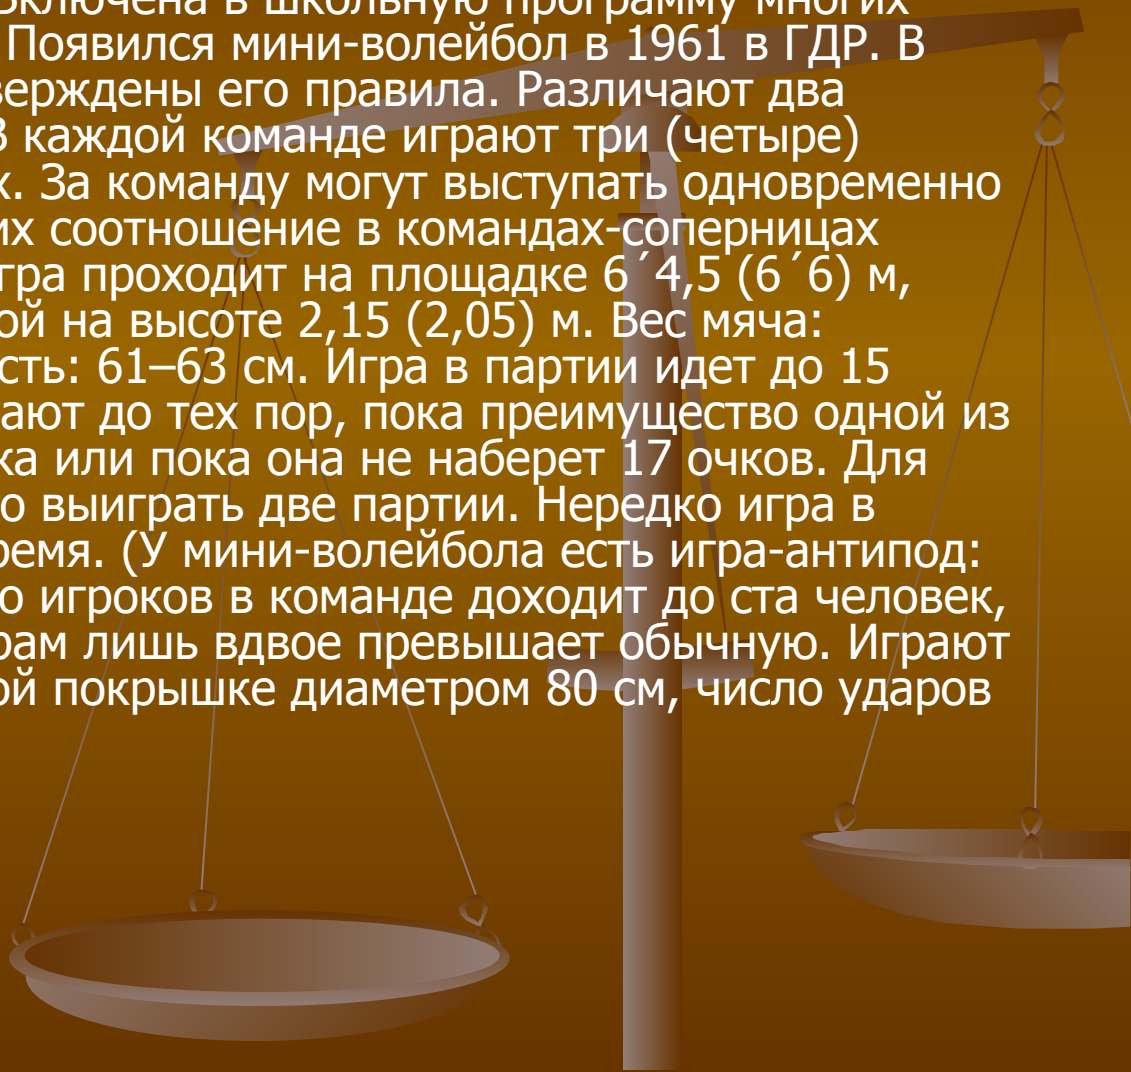 Включена в школьную программу многих
Появился мини-волейбол в 1961 в ГДР. В
верждены его правила. Различают два
В каждой команде играют три (четыре)
х. За команду могут выступать одновременно
их соотношение в командах-соперницах
гра проходит на площадке 6´4,5 (6´6) м,
ой на высоте 2,15 (2,05) м. Вес мяча:
сть: 61–63 см. Игра в партии идет до 15
ают до тех пор, пока преимущество одной из
ка или пока она не наберет 17 очков. Для
о выиграть две партии. Нередко игра в
ремя. (У мини-волейбола есть игра-антипод:
о игроков в команде доходит до ста человек,
рам лишь вдвое превышает обычную. Играют
ой покрышке диаметром 80 см, число ударов